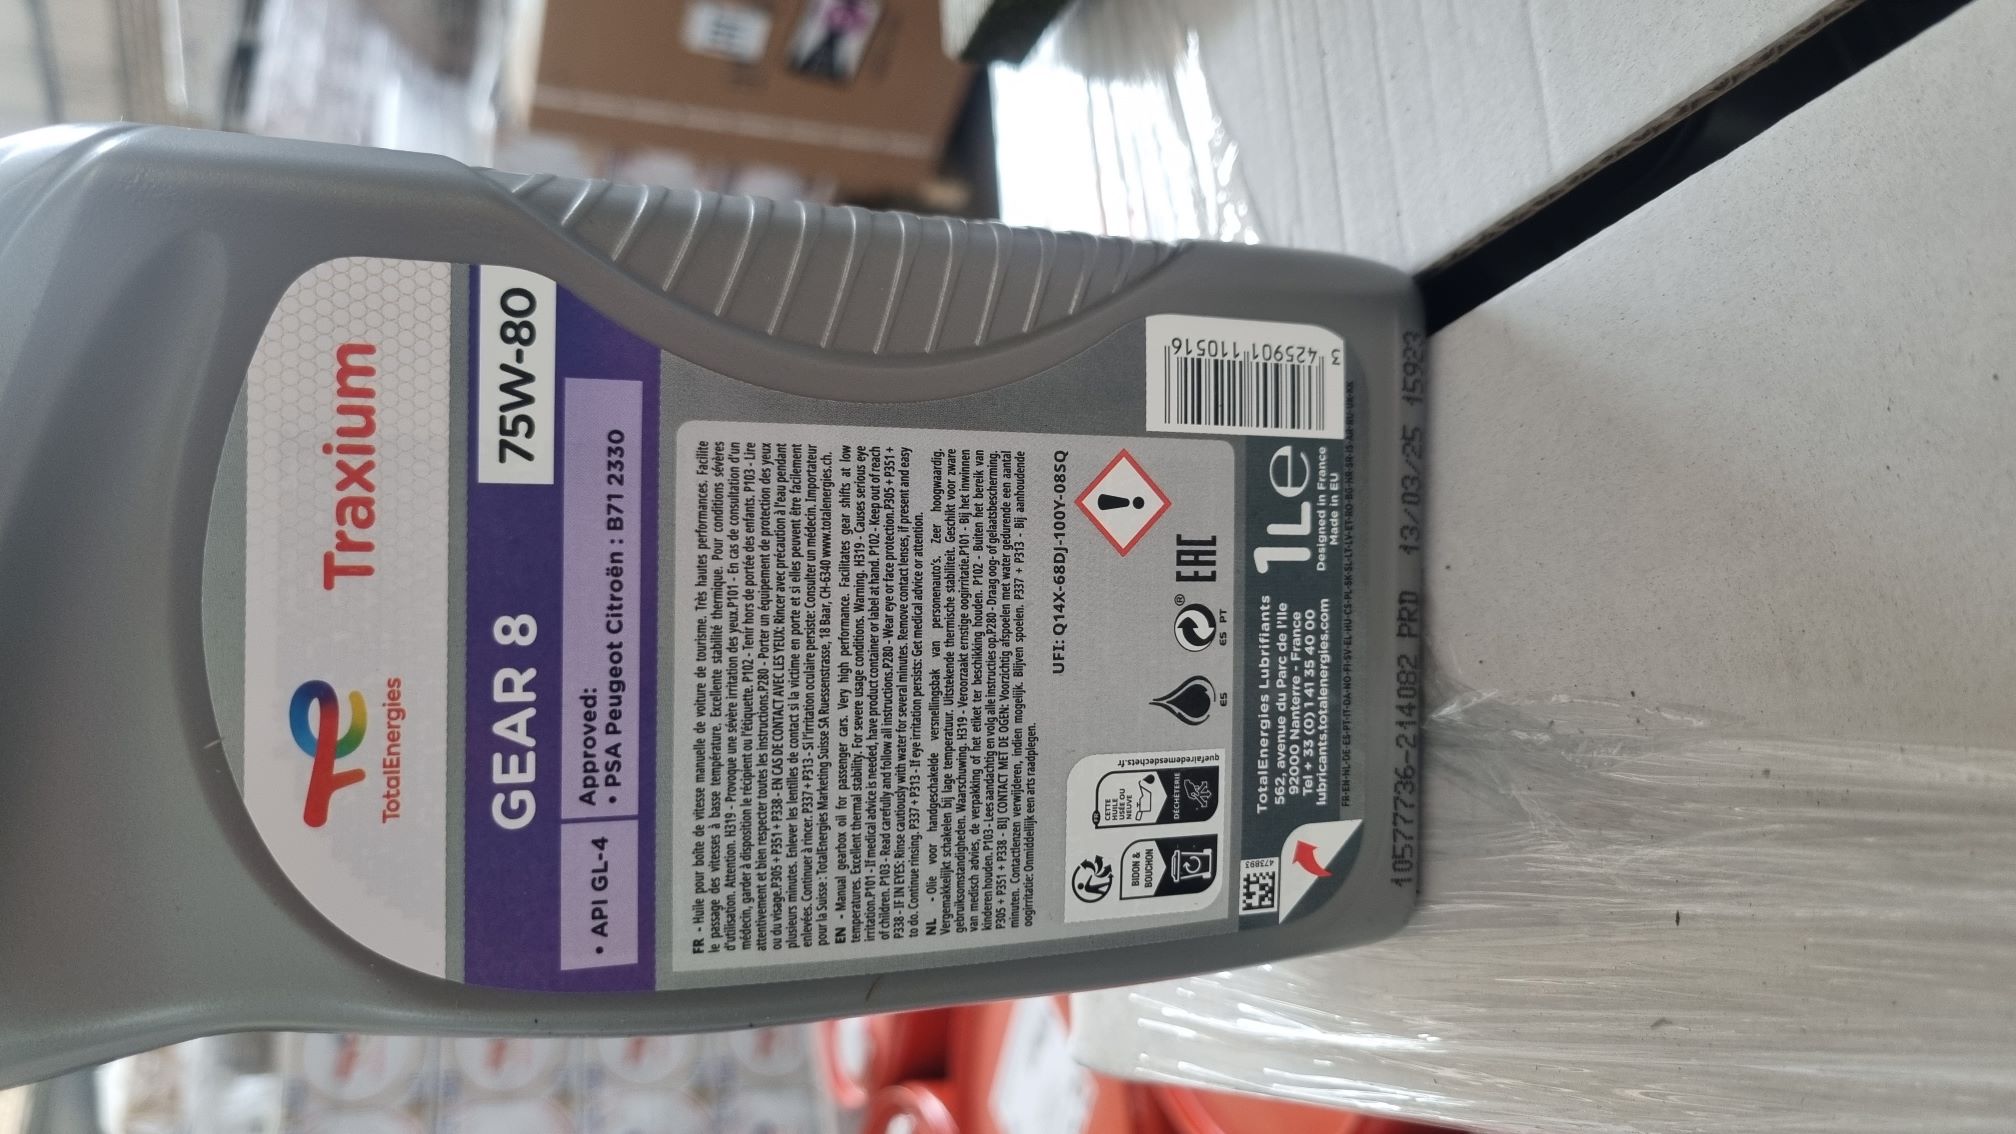 TotalEnergies
Traxium
GEAR 8
75W-80
• API GL-4
Approved:
• PSA Peugeot Citroën : B71 2330
FR - Huile pour boîte de vitesse manuelle de voiture de tourisme. Très hautes performances. Facilite
le passage des vitesses à basse température. Excellente stabilité thermique. Pour conditions sévères
d'utilisation. Attention. H319 - Provoque une sévère irritation des yeux.P101 - En cas de consultation d'un
médecin, garder à disposition le récipient ou l'étiquette. P102 - Tenir hors de portée des enfants. P103 - Lire
attentivement et bien respecter toutes les instructions.P280 - Porter un équipement de protection des yeux
ou du visage.P305 + P351 + P338 - EN CAS DE CONTACT AVEC LES YEUX: Rincer avec précaution à l'eau pendant
plusieurs minutes. Enlever les lentilles de contact si la victime en porte et si elles peuvent être facilement
enlevées. Continuer à rincer. P337 + P313 - Si l'irritation oculaire persiste: Consulter un médecin. Importateur
pour la Suisse : TotalEnergies Marketing Suisse SA Ruessenstrasse, 18 Baar, CH-6340 www.totalenergies.ch.
EN - Manual gearbox oil for passenger cars. Very high performance. Facilitates gear shifts at low
temperatures. Excellent thermal stability. For severe usage conditions. Warning. H319 - Causes serious eye
irritation.P101 - If medical advice is needed, have product container or label at hand. P102 - Keep out of reach
of children. P103 - Read carefully and follow all instructions.P280 - Wear eye or face protection.P305 + P351 +
P338 - IF IN EYES: Rinse cautiously with water for several minutes. Remove contact lenses, if present and easy
to do. Continue rinsing. P337 + P313 - If eye irritation persists: Get medical advice or attention.
NL - Olie voor handgeschakelde versnellingsbak van personenauto's. Zeer hoogwaardig.
Vergemakkelijkt schakelen bij lage temperatuur. Uitstekende thermische stabiliteit. Geschikt voor zware
gebruiksomstandigheden. Waarschuwing. H319 - Veroorzaakt ernstige oogirritatie.P101 - Bij het inwinnen
van medisch advies, de verpakking of het etiket ter beschikking houden. P102 - Buiten het bereik van
kinderen houden. P103 - Lees aandachtig en volg alle instructies op.P280 - Draag oog- of gelaatsbescherming.
P305 + P351 + P338 - BIJ CONTACT MET DE OGEN: Voorzichtig afspoelen met water gedurende een aantal
minuten. Contactlenzen verwijderen, indien mogelijk. Blijven spoelen. P337 + P313 - Bij aanhoudende
oogirritatie: Onmiddellijk een arts raadplegen.
UFI: Q14X-68DJ-100Y-08SQ
FR
CETTE
HUILE
USÉE OU
NEUVE
BIDON &
BOUCHON
DÉCHÈTERIE
quefairedemesdechets.fr
ES
®
ES PT
EAC
473893
TotalEnergies Lubrifiants
562, avenue du Parc de l'Ile
92000 Nanterre - France
Tel + 33 (0) 1 41 35 40 00
lubricants.totalenergies.com
1L e
Designed in France
Made in EU
3 425901 110516
FR-EN-NL-DE-ES-PT-IT-DA-NO-FI-SV-EL-HU-CS-PL-SK-SL-LT-LV-ET-RO-BG-HR-SR-IS-AR-RU-UK-KK
10577736-214082 PRD 13/03/25 15923